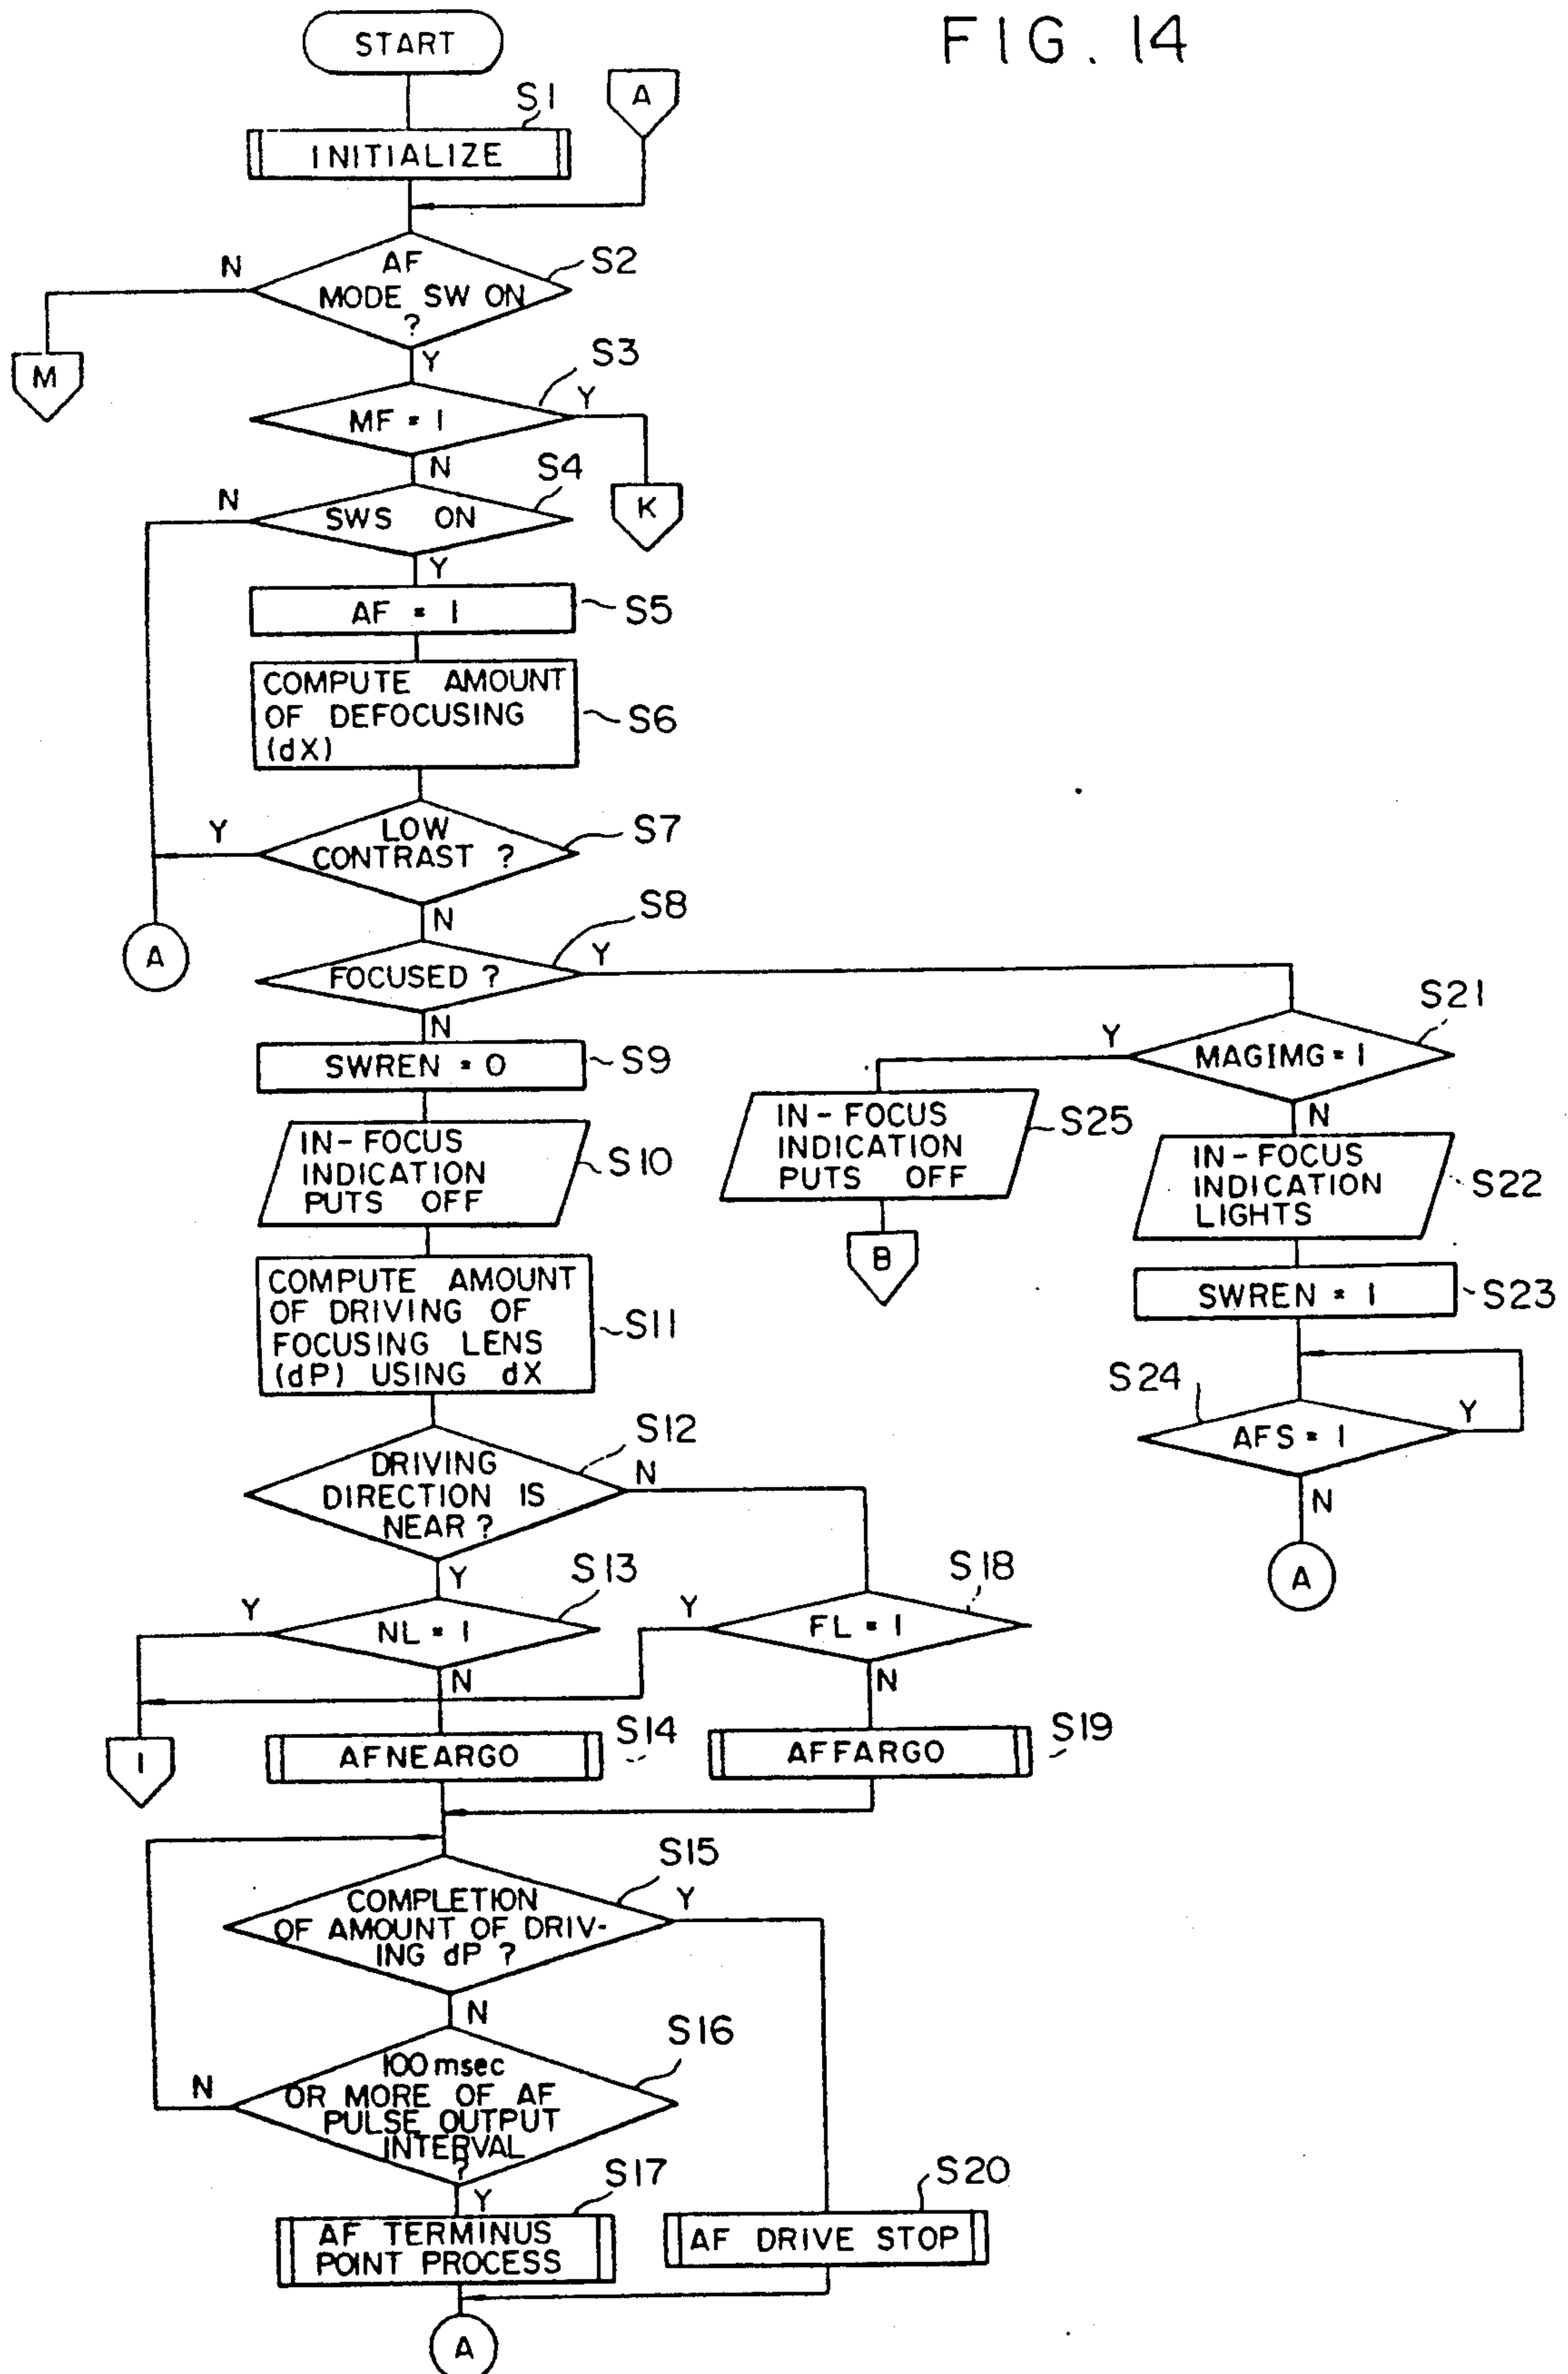 FIG. 14
START
A
S1
INITIALIZE
AF
MODE SW ON
?
S2
N
M
Y
S3
MF = 1
Y
K
N
S4
SWS ON
N
Y
AF = 1
S5
COMPUTE AMOUNT
OF DEFOCUSING
(dX)
S6
LOW
CONTRAST ?
S7
Y
A
N
S8
FOCUSED ?
Y
N
SWREN = 0
S9
IN-FOCUS
INDICATION
PUTS OFF
S10
COMPUTE AMOUNT
OF DRIVING OF
FOCUSING LENS
(dP) USING dX
S11
S12
DRIVING
DIRECTION IS
NEAR ?
N
Y
S13
NL = 1
Y
N
I
S18
FL = 1
Y
N
AFNEARGO
S14
AFFARGO
S19
S15
COMPLETION
OF AMOUNT OF DRIV-
ING dP ?
Y
N
S16
100 msec
OR MORE OF AF
PULSE OUTPUT
INTERVAL
?
N
Y
S17
AF TERMINUS
POINT PROCESS
S20
AF DRIVE STOP
A
S21
MAGIMG = 1
Y
N
IN-FOCUS
INDICATION
PUTS OFF
S25
B
IN-FOCUS
INDICATION
LIGHTS
S22
SWREN = 1
S23
S24
AFS = 1
Y
N
A